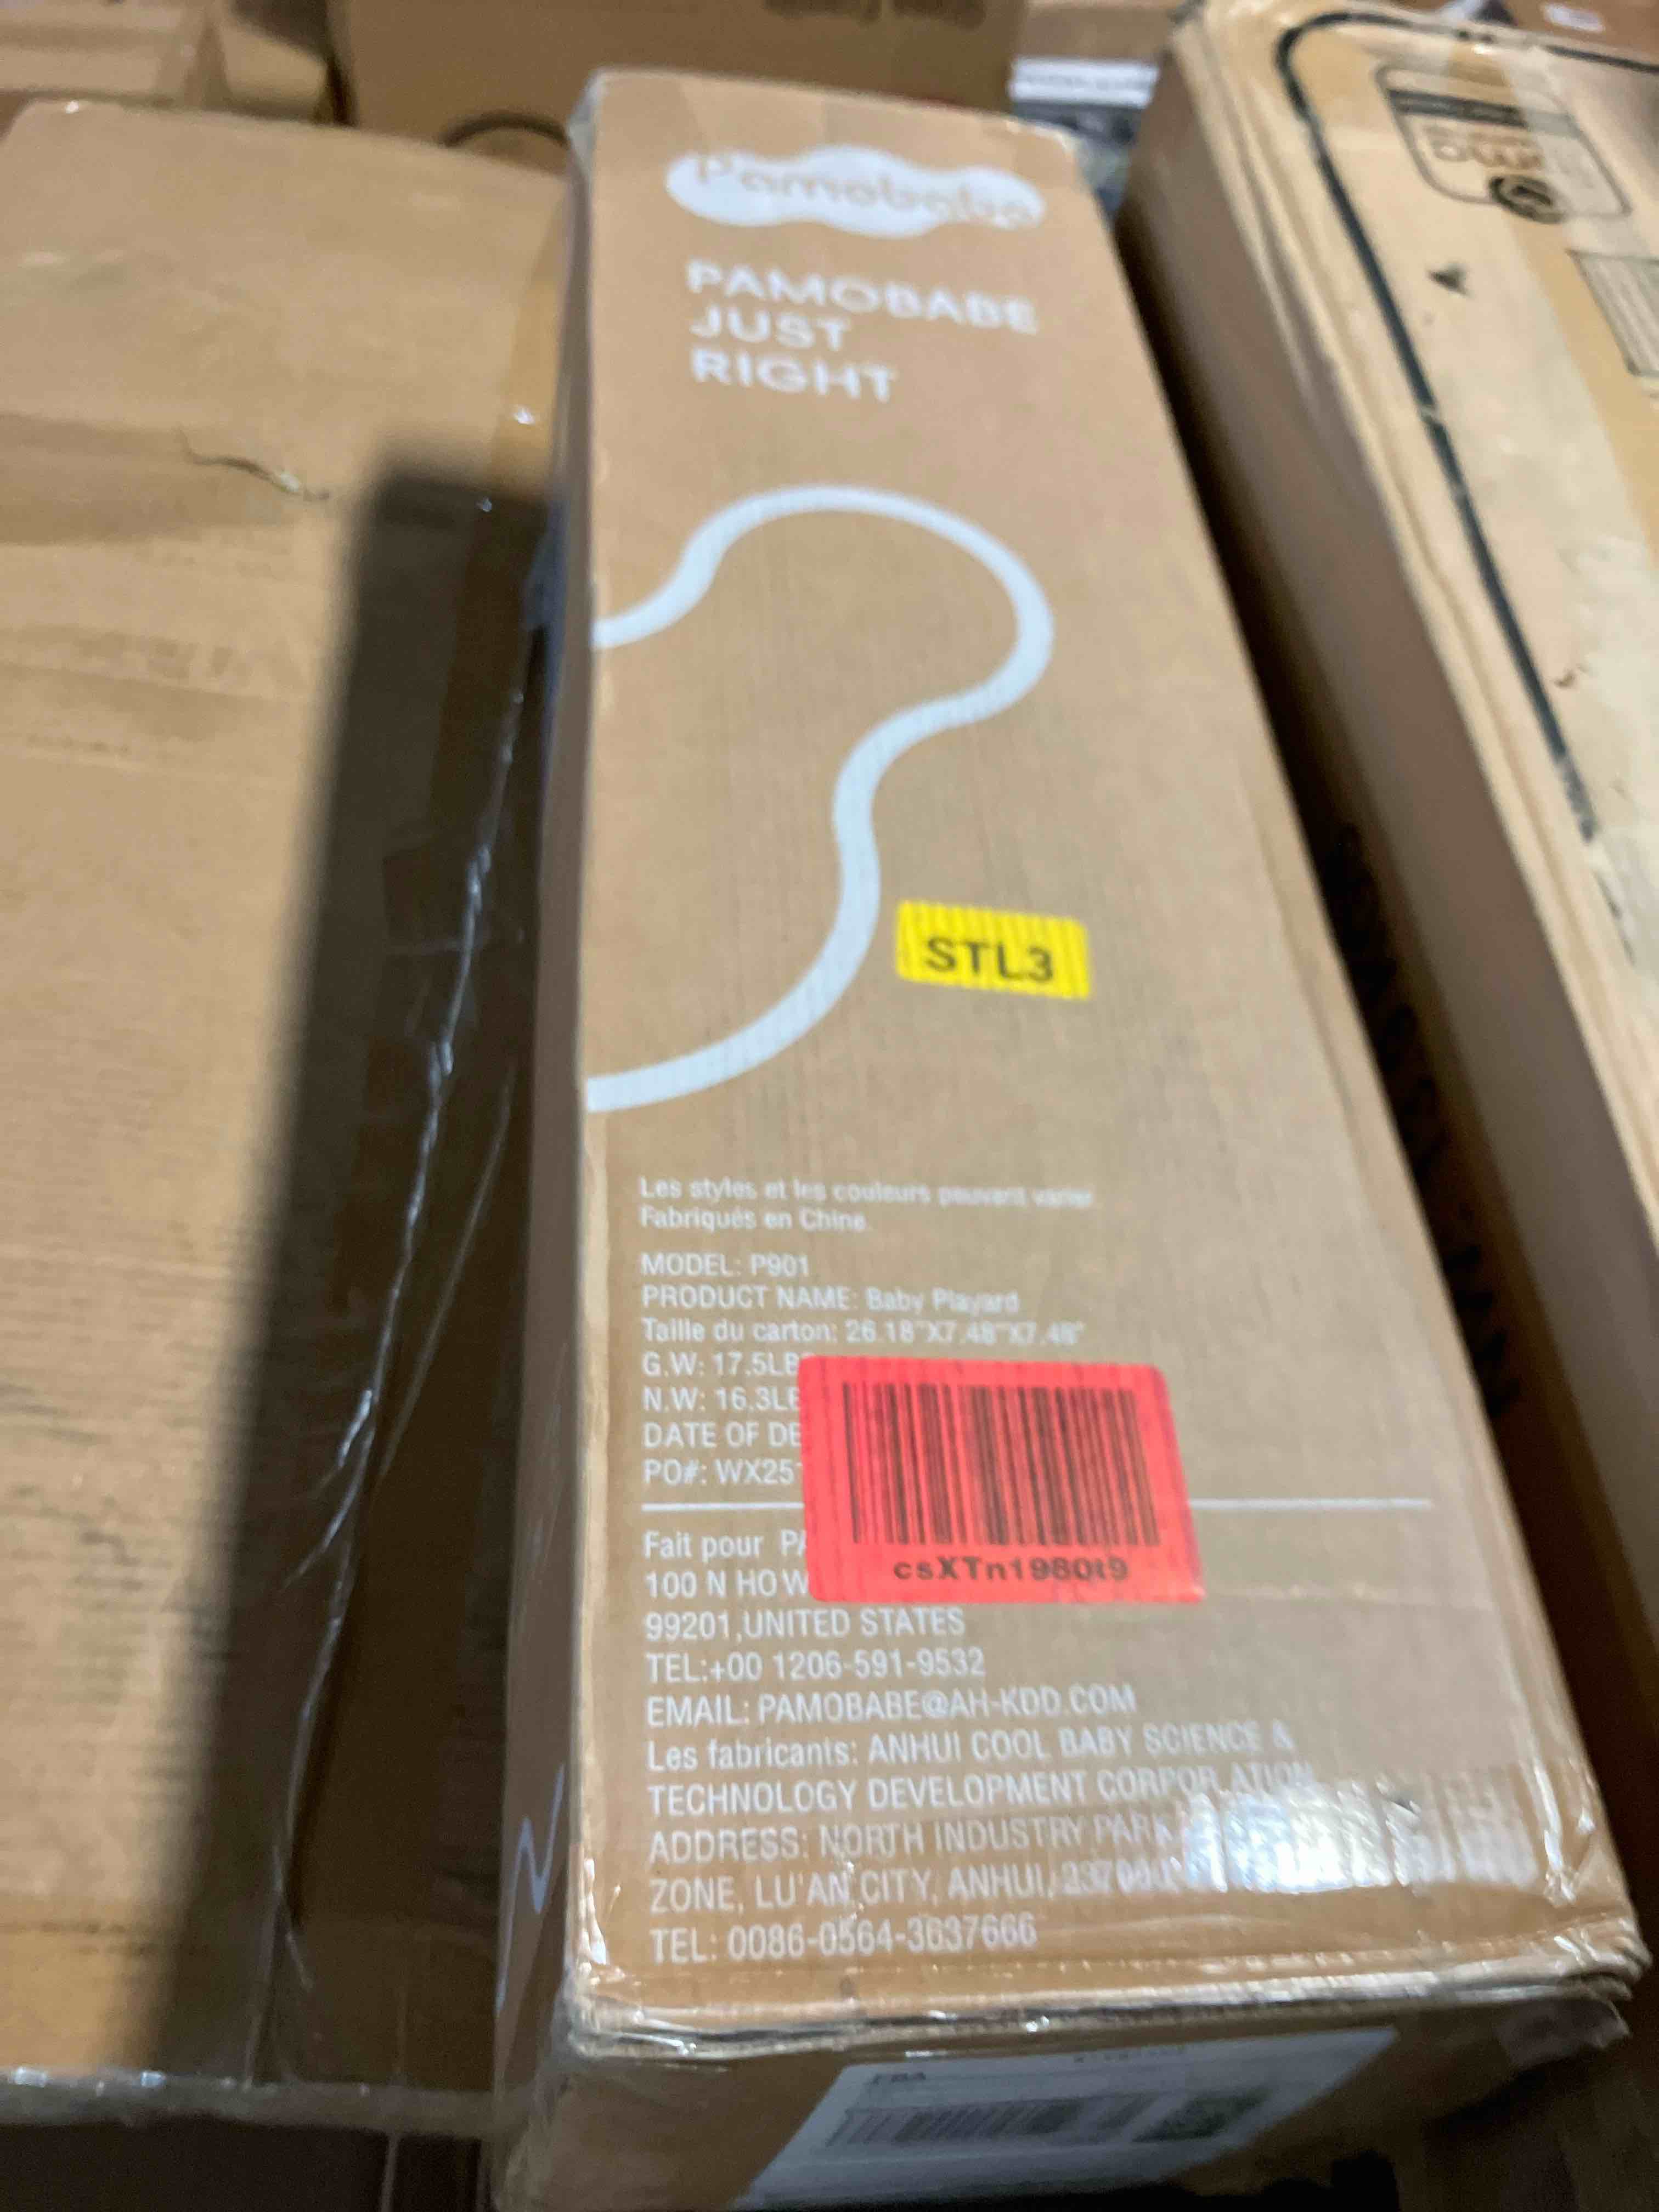 Pamobabe
PAMOBABE
JUST
RIGHT
STL3
Les styles et les couleurs peuvent varier.
Fabriqués en Chine.
MODEL: P901
PRODUCT NAME: Baby Playard
Taille du carton: 26.18"X7.48"X7.48"
G.W: 17.5LB
N.W: 16.3LB
DATE OF DE
PO#: WX25
csXTn1980t9
Fait pour PA
100 N HOW
99201,UNITED STATES
TEL:+00 1206-591-9532
EMAIL: PAMOBABE@AH-KDD.COM
Les fabricants: ANHUI COOL BABY SCIENCE &
TECHNOLOGY DEVELOPMENT CORPORATION
ADDRESS: NORTH INDUSTRY PARK
ZONE, LU'AN CITY, ANHUI,
TEL: 0086-0564-3637666